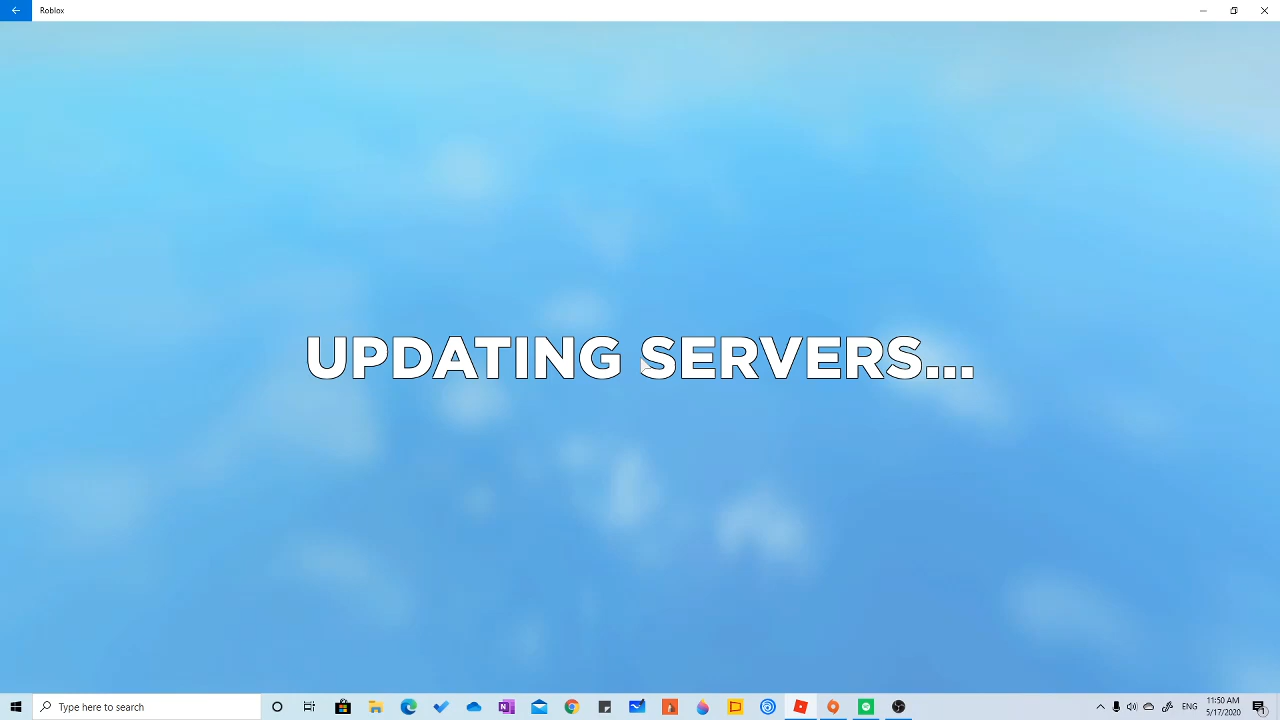 Roblox
UPDATING SERVERS...
Type here to search
ENG
11:50 AM
5/17/2020